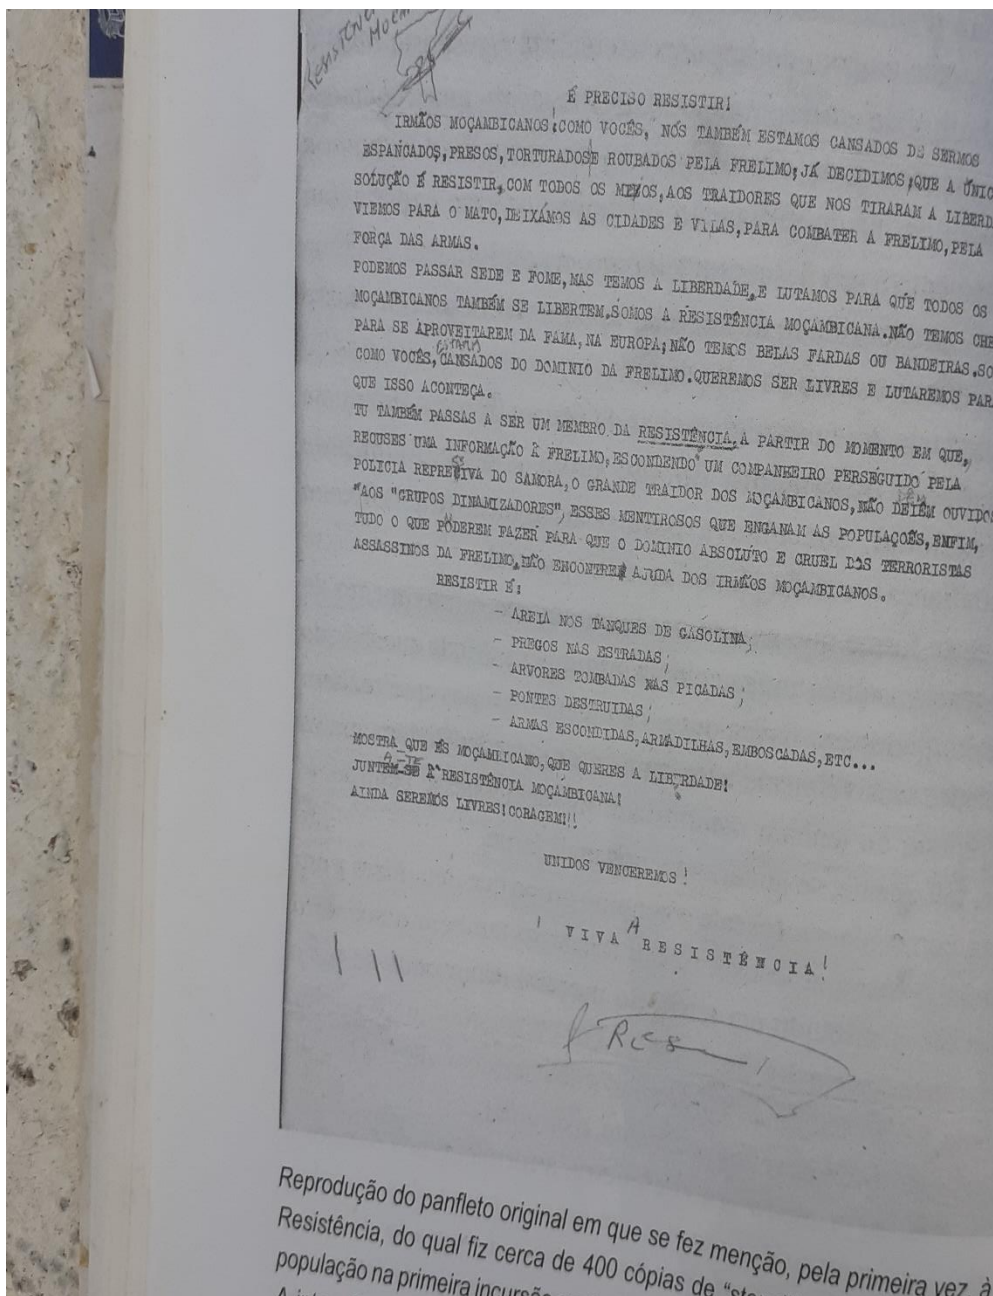 RESISTÊNCIA
É PRECISO RESISTIR!
IRMÃOS MOÇAMBICANOS! COMO VOCÊS, NÓS TAMBÉM ESTAMOS CANSADOS DE SERMOS
ESPANCADOS, PRESOS, TORTURADOS E ROUBADOS PELA FRELIMO; JÁ DECIDIMOS; QUE A ÚNIC
SOLUÇÃO É RESISTIR, COM TODOS OS MEIOS, AOS TRAIDORES QUE NOS TIRARAM A LIBERD
VIEMOS PARA O MATO, DEIXÁMOS AS CIDADES E VILAS, PARA COMBATER A FRELIMO, PELA
FORÇA DAS ARMAS.
PODEMOS PASSAR SEDE E FOME, MAS TEMOS A LIBERDADE, E LUTAMOS PARA QUE TODOS OS
MOÇAMBICANOS TAMBÉM SE LIBERTEM, SOMOS A RESISTÊNCIA MOÇAMBICANA. NÃO TEMOS CHE
PARA SE APROVEITAREM DA FAMA, NA EUROPA; NÃO TEMOS BELAS FARDAS OU BANDEIRAS. SO
COMO VOCÊS, CANSADOS DO DOMINIO DA FRELIMO. QUEREMOS SER LIVRES E LUTAREMOS PAR
QUE ISSO ACONTEÇA.
TU TAMBÉM PASSAS A SER UM MEMBRO DA RESISTÊNCIA, A PARTIR DO MOMENTO EM QUE,
RECUSES UMA INFORMAÇÃO Á FRELIMO, ESCONDENDO UM COMPANHEIRO PERSEGUIDO PELA
POLICIA REPRESSIVA DO SAMORA, O GRANDE TRAIDOR DOS MOÇAMBICANOS, NÃO DÊEM OUVIDOS
"AOS "GRUPOS DINAMIZADORES", ESSES MENTIROSOS QUE ENGANAM AS POPULAÇOÊS, ENFIM,
TUDO O QUE PODEREM FAZER PARA QUE O DOMINIO ABSOLUTO E CRUEL DOS TERRORISTAS
ASSASSINOS DA FRELIMO, NÃO ENCONTRE AJUDA DOS IRMÃOS MOÇAMBICANOS.
RESISTIR É:
- AREIA NOS TANQUES DE GASOLINA;
- PREGOS NAS ESTRADAS;
- ARVORES TOMBADAS NAS PICADAS;
- PONTES DESTRUIDAS;
- ARMAS ESCONDIDAS, ARMADILHAS, EMBOSCADAS, ETC...
MOSTRA QUE ÉS MOÇAMBICANO, QUE QUERES A LIBERDADE!
JUNTA-TE À RESISTÊNCIA MOÇAMBICANA!
AINDA SEREMOS LIVRES! CORAGEM!!!
UNIDOS VENCEREMOS!
! VIVA A RESISTÊNCIA!
Reprodução do panfleto original em que se fez menção, pela primeira vez, à
Resistência, do qual fiz cerca de 400 cópias de
população na primeira incursão